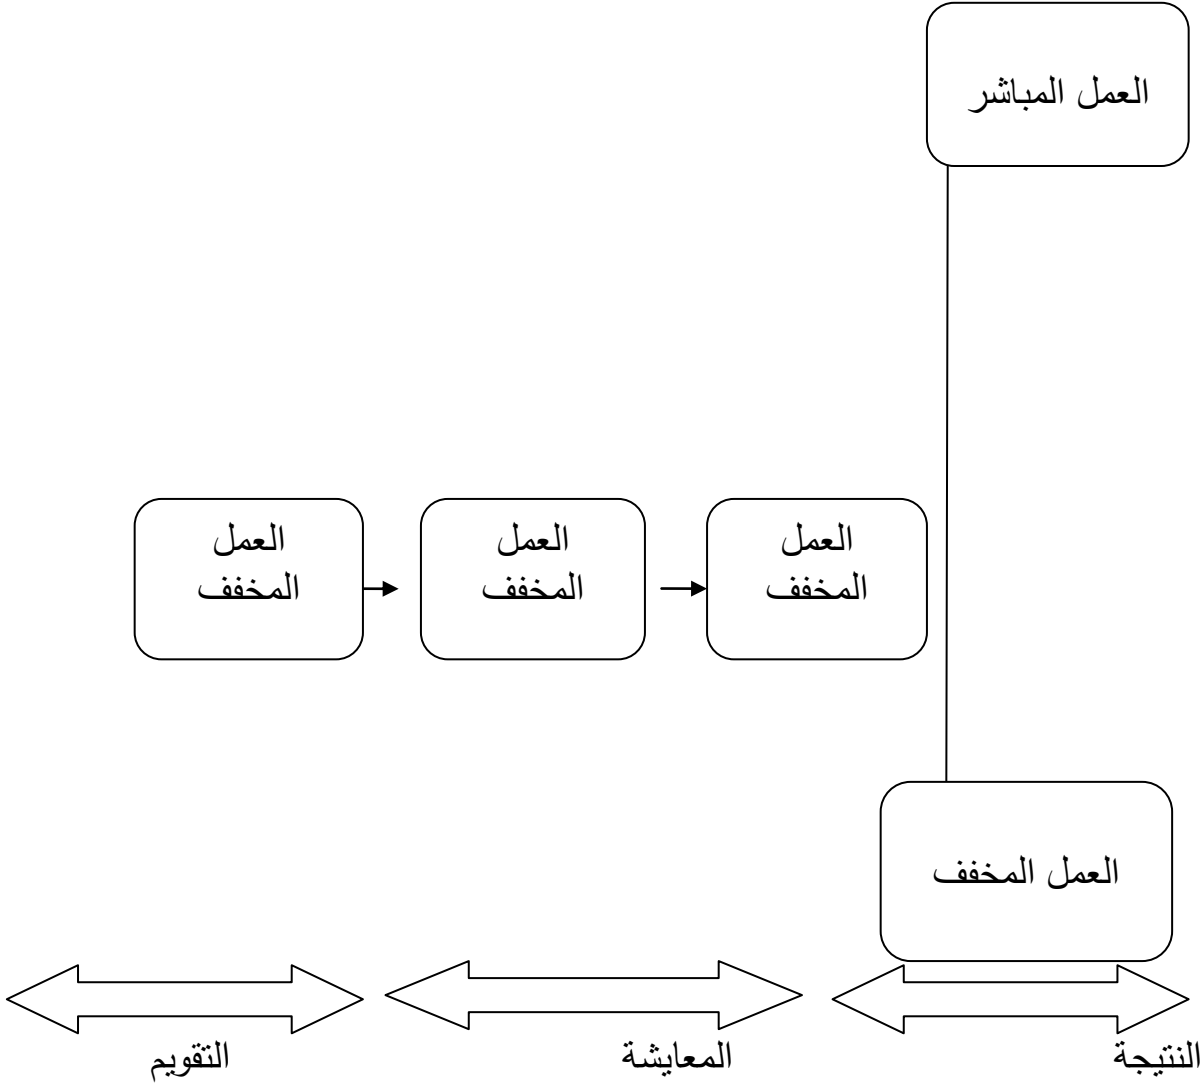 العمل المباشر
العمل
المخفف
العمل
المخفف
العمل
المخفف
العمل المخفف
النتيجة
المعايشة
التقويم